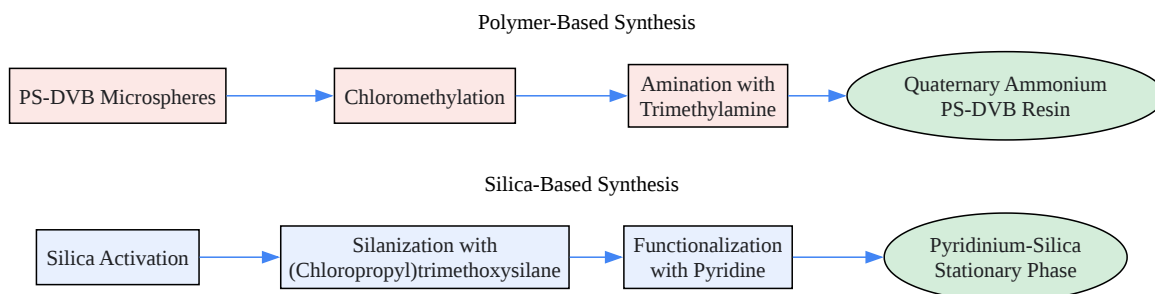 Polymer-Based Synthesis
PS-DVB Microspheres
Chloromethylation
Amination with
Trimethylamine
Quaternary Ammonium
PS-DVB Resin
Silica-Based Synthesis
Silica Activation
Silanization with
(Chloropropyl)trimethoxysilane
Functionalization
with Pyridine
Pyridinium-Silica
Stationary Phase